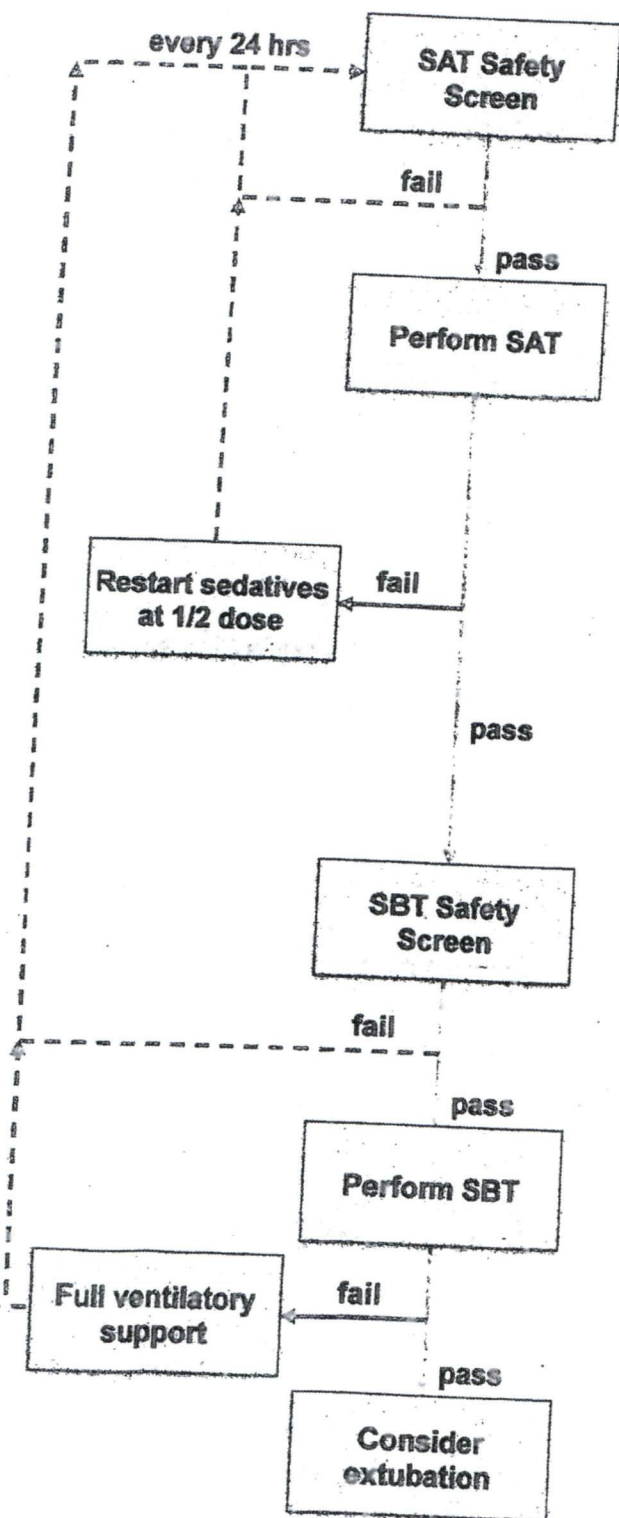 every 24 hrs
SAT Safety
Screen
fail
pass
Perform SAT
Restart sedatives
at 1/2 dose
fail
pass
SBT Safety
Screen
fail
pass
Perform SBT
Full ventilatory
support
fail
pass
Consider
extubation